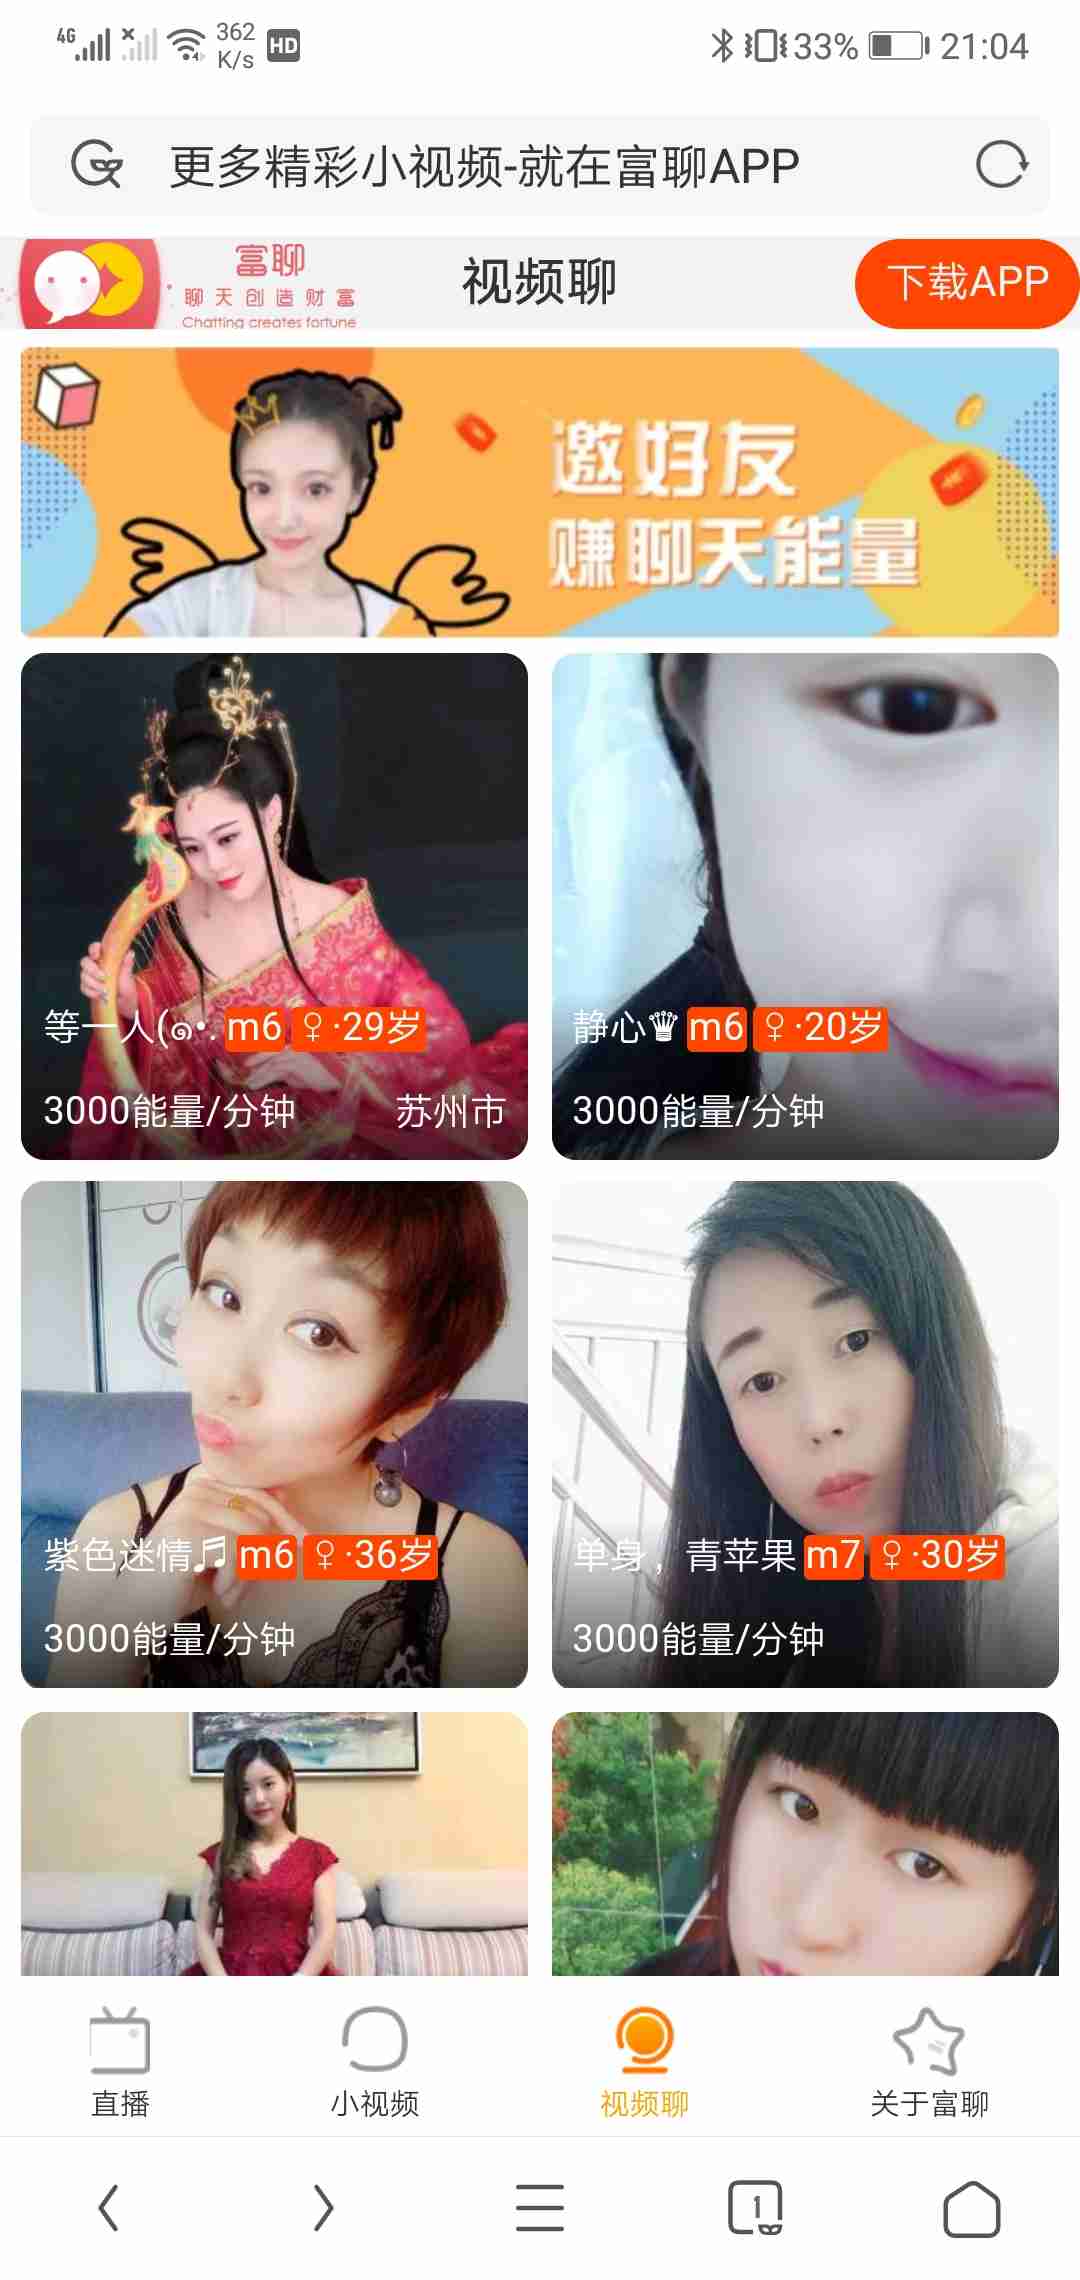 4G 362 K/s HD 33% 21:04
更多精彩小视频-就在富聊APP
富聊
聊天创造财富
Chatting creates fortune
视频聊
下载APP
邀好友
赚聊天能量
等一人(๑•. m6 ♀·29岁
3000能量/分钟 苏州市
静心♛ m6 ♀·20岁
3000能量/分钟
紫色迷情♬ m6 ♀·36岁
3000能量/分钟
单身，青苹果 m7 ♀·30岁
3000能量/分钟
直播
小视频
视频聊
关于富聊
1